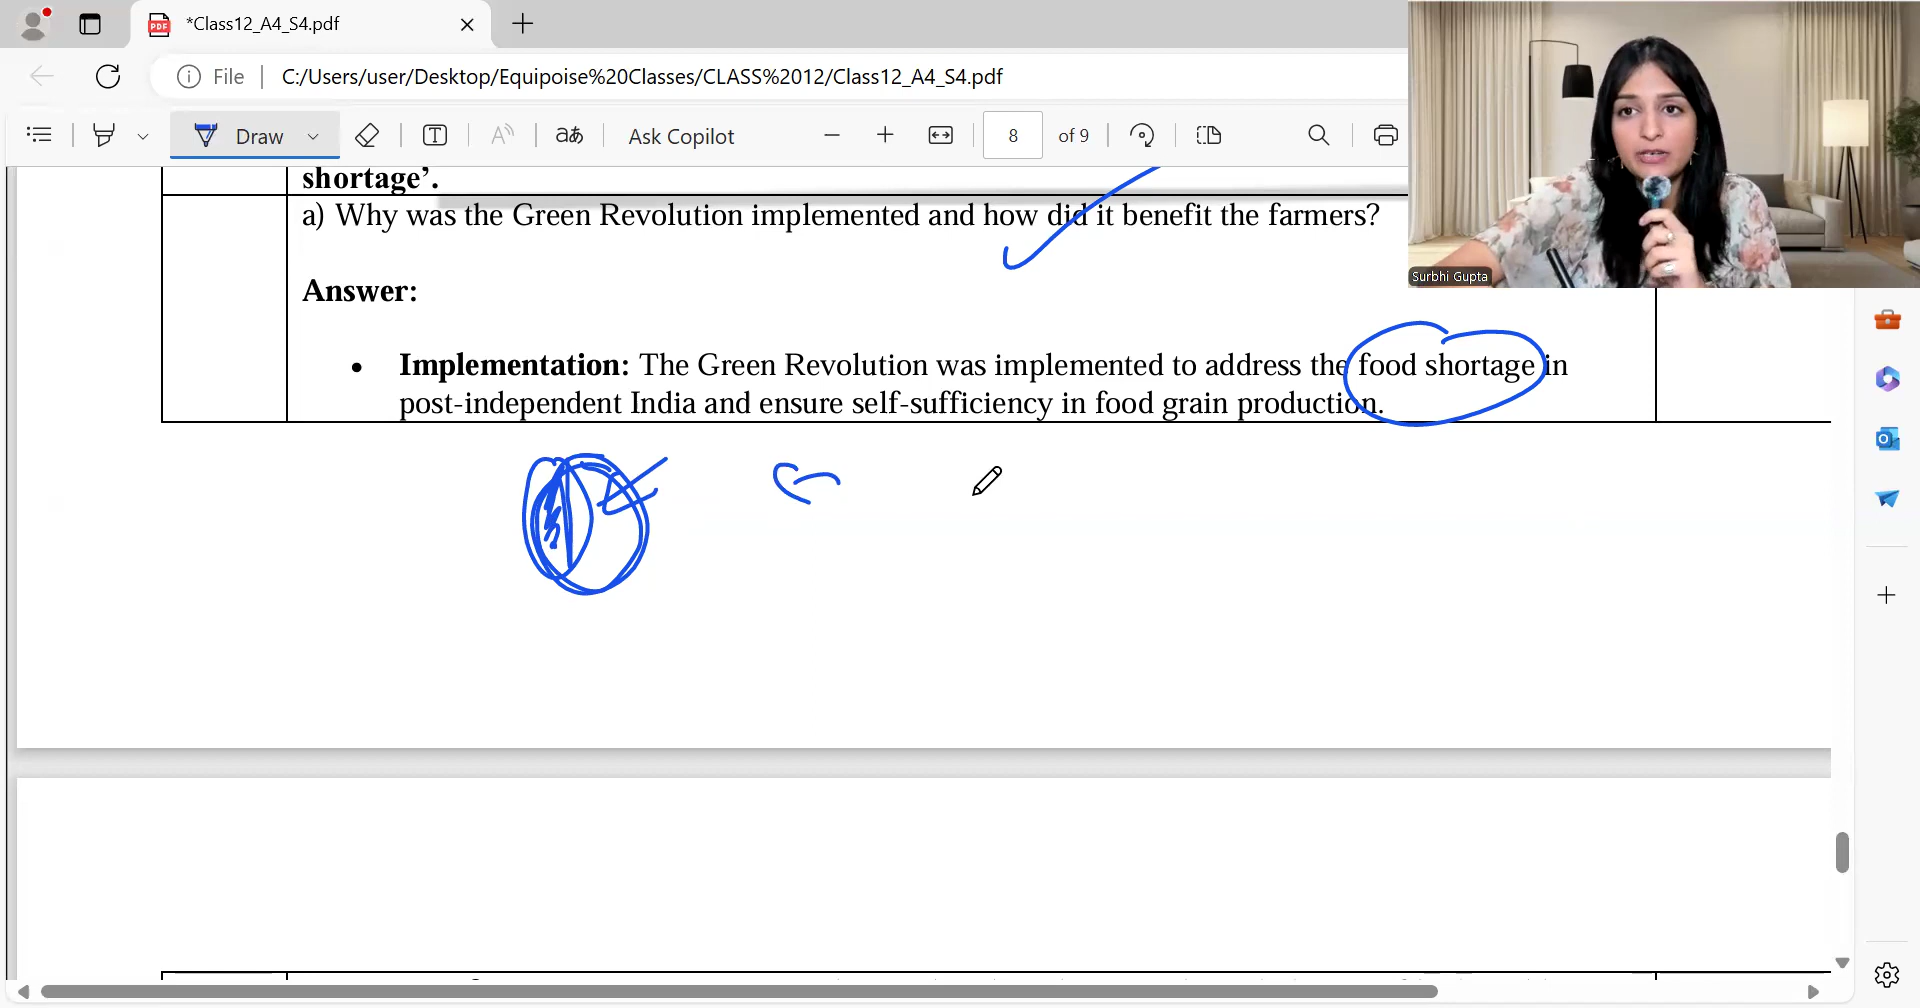 *Class12_A4_S4.pdf
File
C:/Users/user/Desktop/Equipoise%20Classes/CLASS%2012/Class12_A4_S4.pdf
Draw
Ask Copilot
8 of 9
shortage’.
a) Why was the Green Revolution implemented and how did it benefit the farmers?
Answer:
• Implementation: The Green Revolution was implemented to address the food shortage in
post-independent India and ensure self-sufficiency in food grain production.
Surbhi Gupta